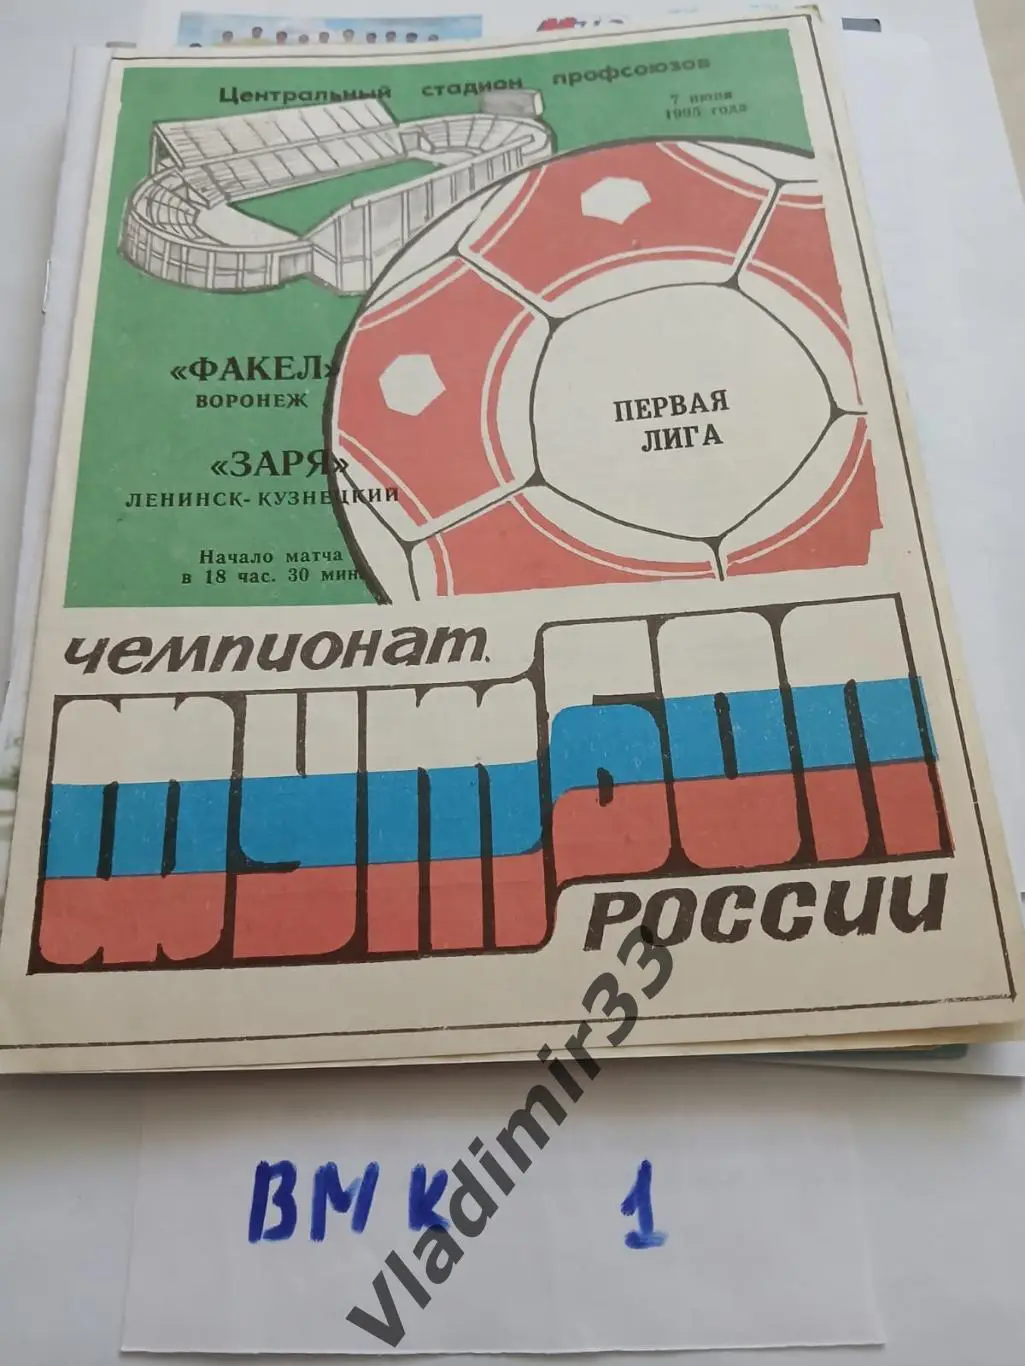 Центральный стадион профсоюзов
7 июня
1995 года
«ФАКЕЛ»
ВОРОНЕЖ
«ЗАРЯ»
ЛЕНИНСК-КУЗНЕЦКИЙ
Начало матча
в 18 час. 30 мин.
ПЕРВАЯ
ЛИГА
Чемпионат
ФУТБОЛ
РОССИИ
Vladimir33
ВМК 1